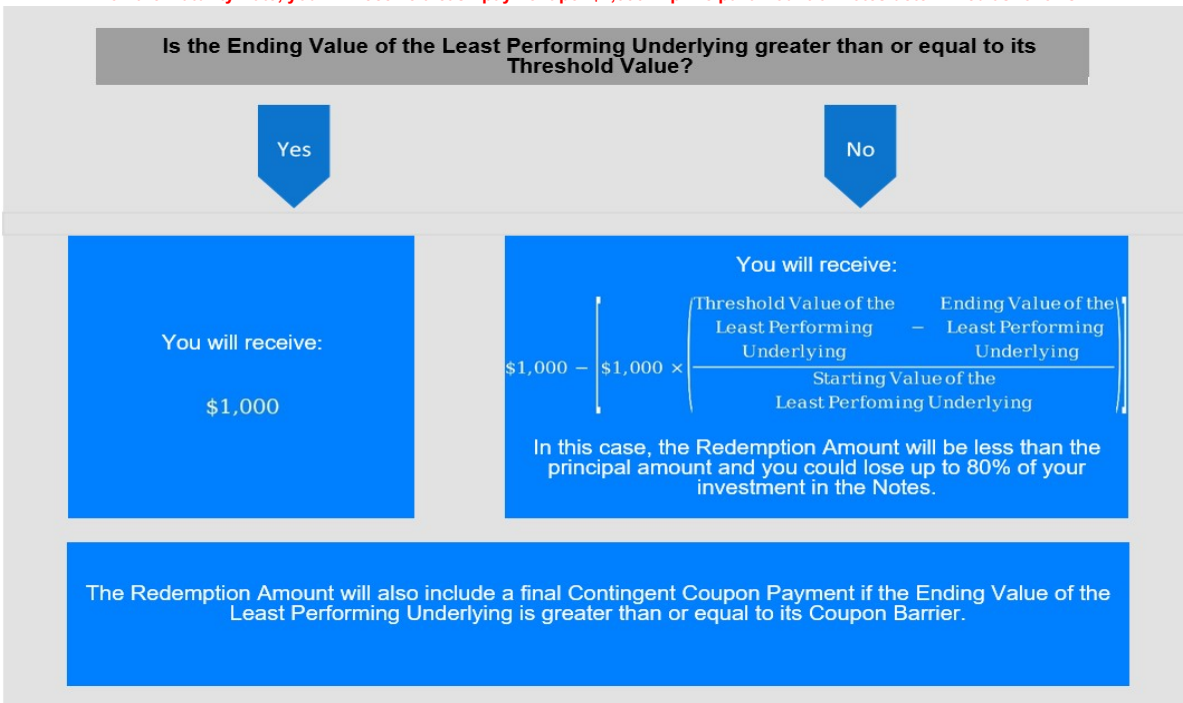 Is the Ending Value of the Least Performing Underlying greater than or equal to its
Threshold Value?
Yes
No
You will receive:
$1,000
You will receive:
$1,000 − [$1,000 × (
Threshold Value of the
Least Performing
Underlying
−
Ending Value of the
Least Performing
Underlying
)]
Starting Value of the
Least Perfoming Underlying
In this case, the Redemption Amount will be less than the
principal amount and you could lose up to 80% of your
investment in the Notes.
The Redemption Amount will also include a final Contingent Coupon Payment if the Ending Value of the
Least Performing Underlying is greater than or equal to its Coupon Barrier.